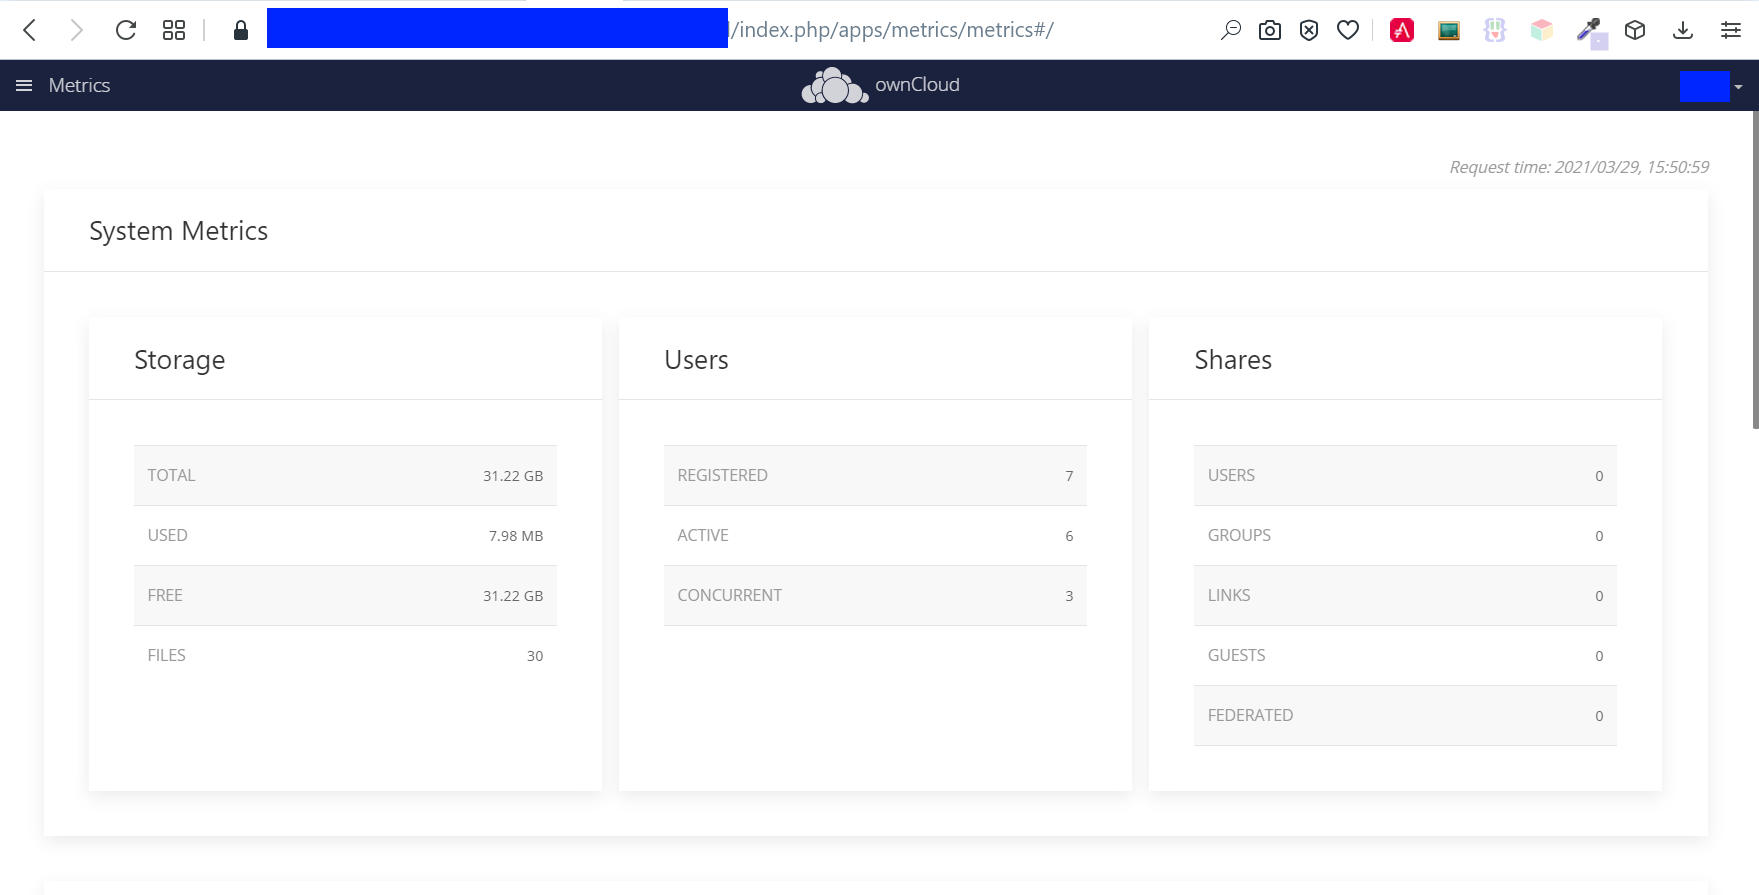 /index.php/apps/metrics/metrics#/
Metrics
ownCloud
Request time: 2021/03/29, 15:50:59
System Metrics
Storage
TOTAL 31.22 GB
USED 7.98 MB
FREE 31.22 GB
FILES 30
Users
REGISTERED 7
ACTIVE 6
CONCURRENT 3
Shares
USERS 0
GROUPS 0
LINKS 0
GUESTS 0
FEDERATED 0